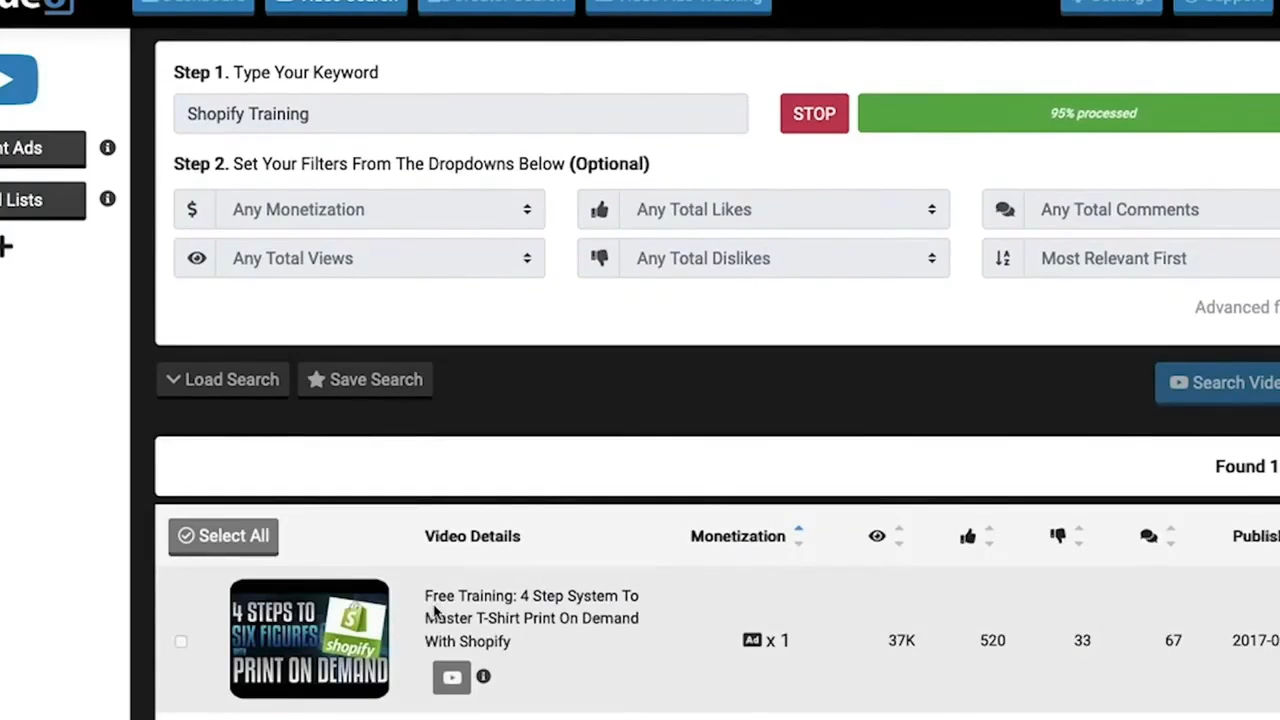 Step 1. Type Your Keyword
Shopify Training
STOP
95% processed
nt Ads
Step 2. Set Your Filters From The Dropdowns Below (Optional)
Lists
$ Any Monetization
Any Total Likes
Any Total Comments
Any Total Views
Any Total Dislikes
Most Relevant First
Advanced f
Load Search
Save Search
Search Vide
Found 1
Select All
Video Details
Monetization
Publis
4 STEPS TO
SIX FIGURES
shopify
PRINT ON DEMAND
Free Training: 4 Step System To
Master T-Shirt Print On Demand
With Shopify
Ad x 1
37K
520
33
67
2017-0